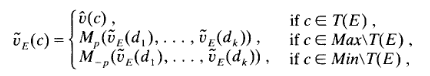 ṽ_E(c) = { v̂(c) , if c ∈ T(E) ,
M_p(ṽ_E(d_1), . . . , ṽ_E(d_k)) , if c ∈ Max\T(E) ,
M_{-p}(ṽ_E(d_1), . . . , ṽ_E(d_k)) , if c ∈ Min\T(E) ,